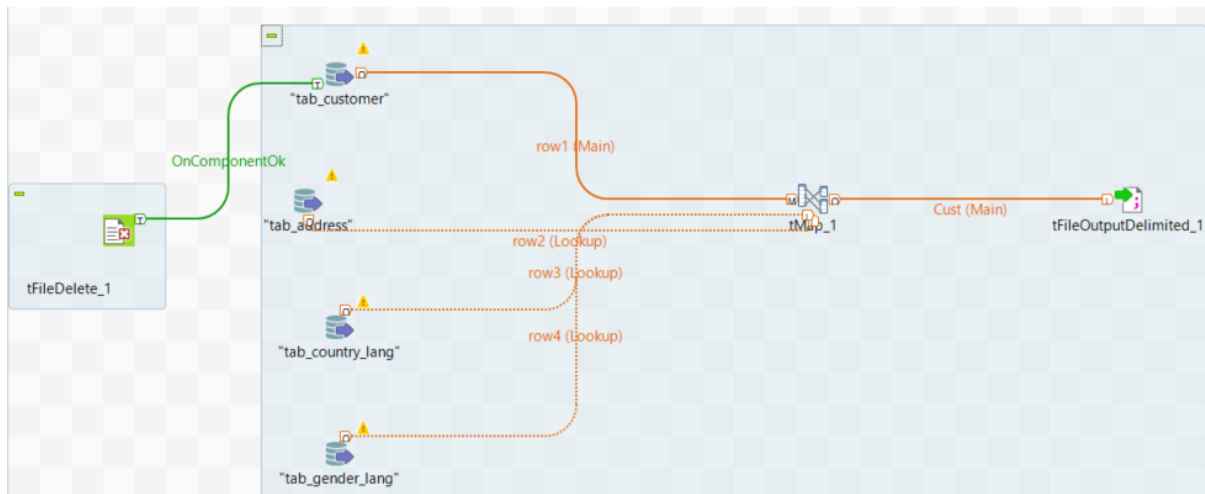 "tab_customer"
row1 (Main)
OnComponentOk
"tab_address"
row2 (Lookup)
tMap_1
Cust (Main)
tFileOutputDelimited_1
tFileDelete_1
row3 (Lookup)
row4 (Lookup)
"tab_country_lang"
"tab_gender_lang"